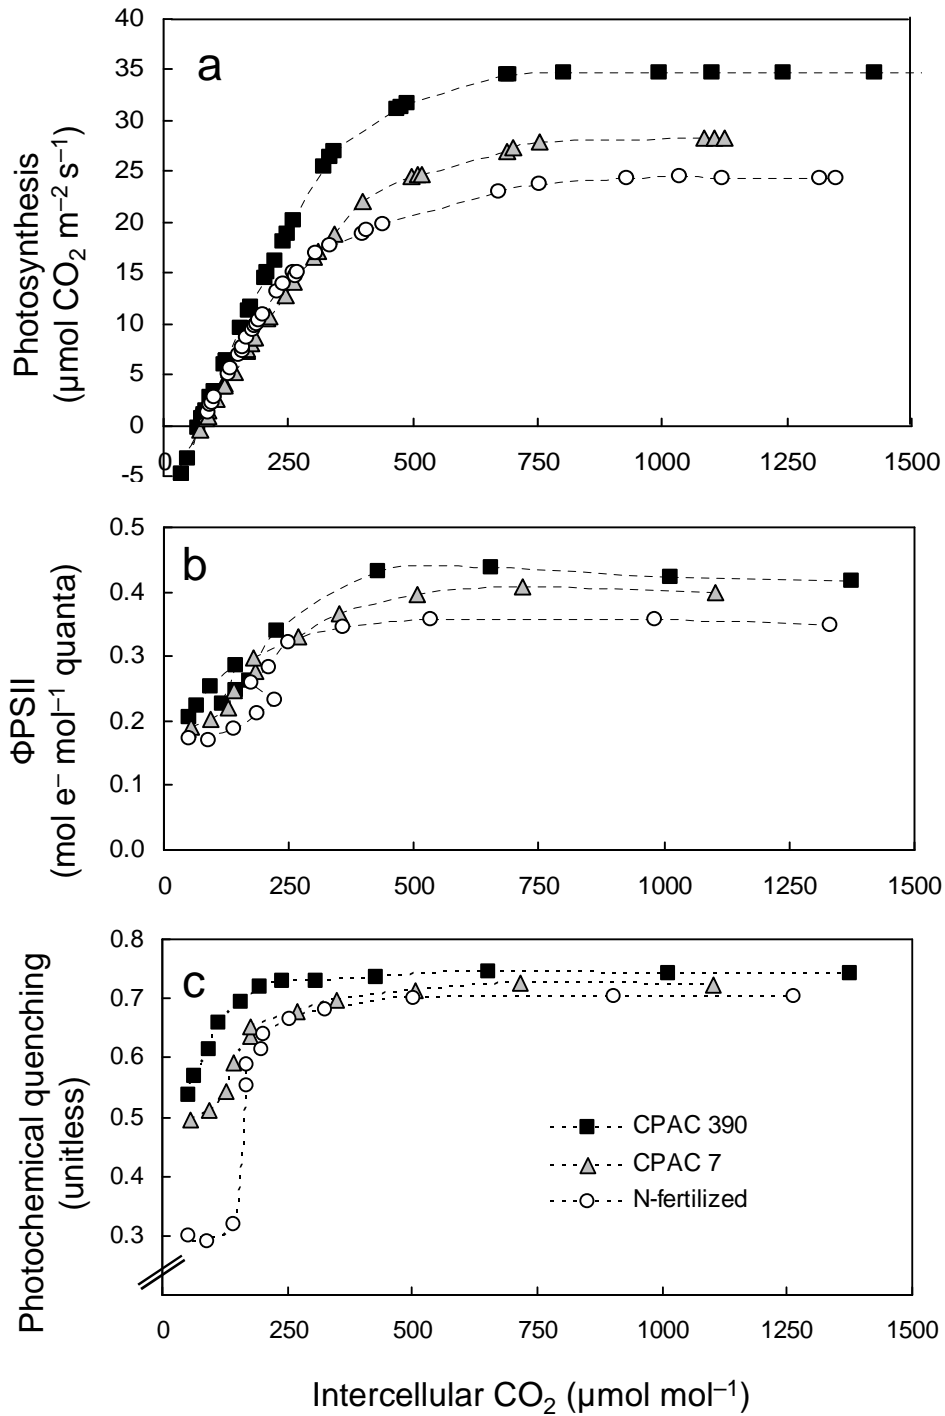 a
Photosynthesis
(µmol CO₂ m⁻² s⁻¹)
40
35
30
25
20
15
10
5
0
-5
0 250 500 750 1000 1250 1500
b
ΦPSII
(mol e⁻ mol⁻¹ quanta)
0.5
0.4
0.3
0.2
0.1
0.0
0 250 500 750 1000 1250 1500
c
Photochemical quenching
(unitless)
0.8
0.7
0.6
0.5
0.4
0.3
CPAC 390
CPAC 7
N-fertilized
0 250 500 750 1000 1250 1500
Intercellular CO₂ (µmol mol⁻¹)